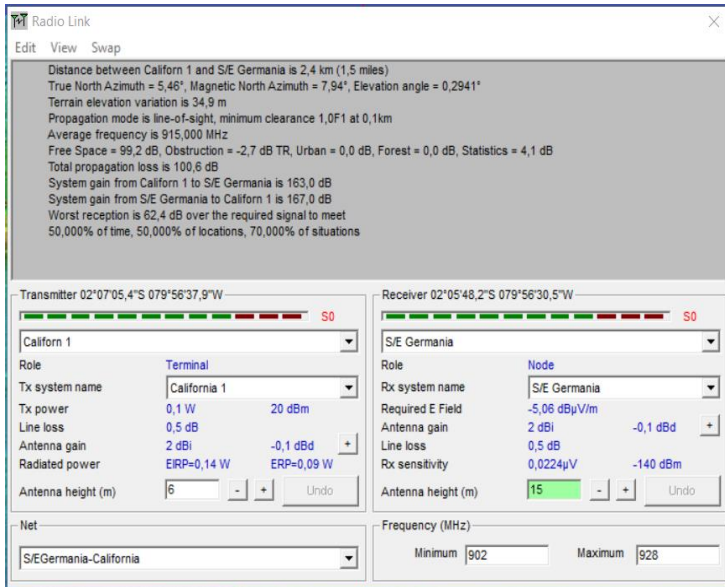 Radio Link
Edit View Swap
Distance between Californ 1 and S/E Germania is 2,4 km (1,5 miles)
True North Azimuth = 5,46°, Magnetic North Azimuth = 7,94°, Elevation angle = 0,2941°
Terrain elevation variation is 34,9 m
Propagation mode is line-of-sight, minimum clearance 1,0F1 at 0,1km
Average frequency is 915,000 MHz
Free Space = 99,2 dB, Obstruction = -2,7 dB TR, Urban = 0,0 dB, Forest = 0,0 dB, Statistics = 4,1 dB
Total propagation loss is 100,6 dB
System gain from Californ 1 to S/E Germania is 163,0 dB
System gain from S/E Germania to Californ 1 is 167,0 dB
Worst reception is 62,4 dB over the required signal to meet
50,000% of time, 50,000% of locations, 70,000% of situations
Transmitter 02°07'05,4"S 079°56'37,9"W
S0
Californ 1
Role Terminal
Tx system name California 1
Tx power 0,1 W 20 dBm
Line loss 0,5 dB
Antenna gain 2 dBi -0,1 dBd +
Radiated power EIRP=0,14 W ERP=0,09 W
Antenna height (m) 6 - + Undo
Net
S/EGermania-California
Receiver 02°05'48,2"S 079°56'30,5"W
S0
S/E Germania
Role Node
Rx system name S/E Germania
Required E Field -5,06 dBµV/m
Antenna gain 2 dBi -0,1 dBd +
Line loss 0,5 dB
Rx sensitivity 0,0224µV -140 dBm
Antenna height (m) 15 - + Undo
Frequency (MHz)
Minimum 902 Maximum 928